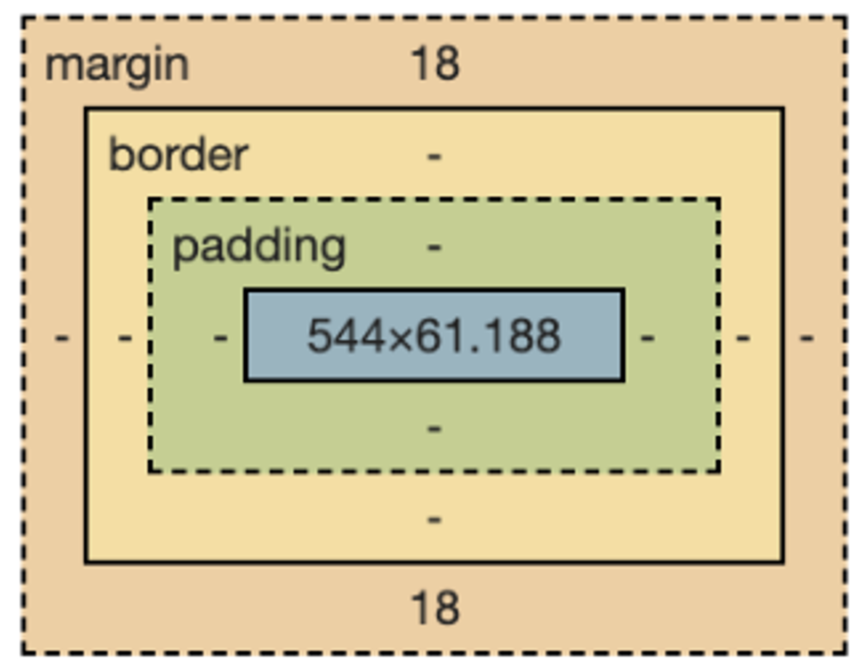 margin 18
border -
padding -
- - - 544×61.188 - - -
-
-
18